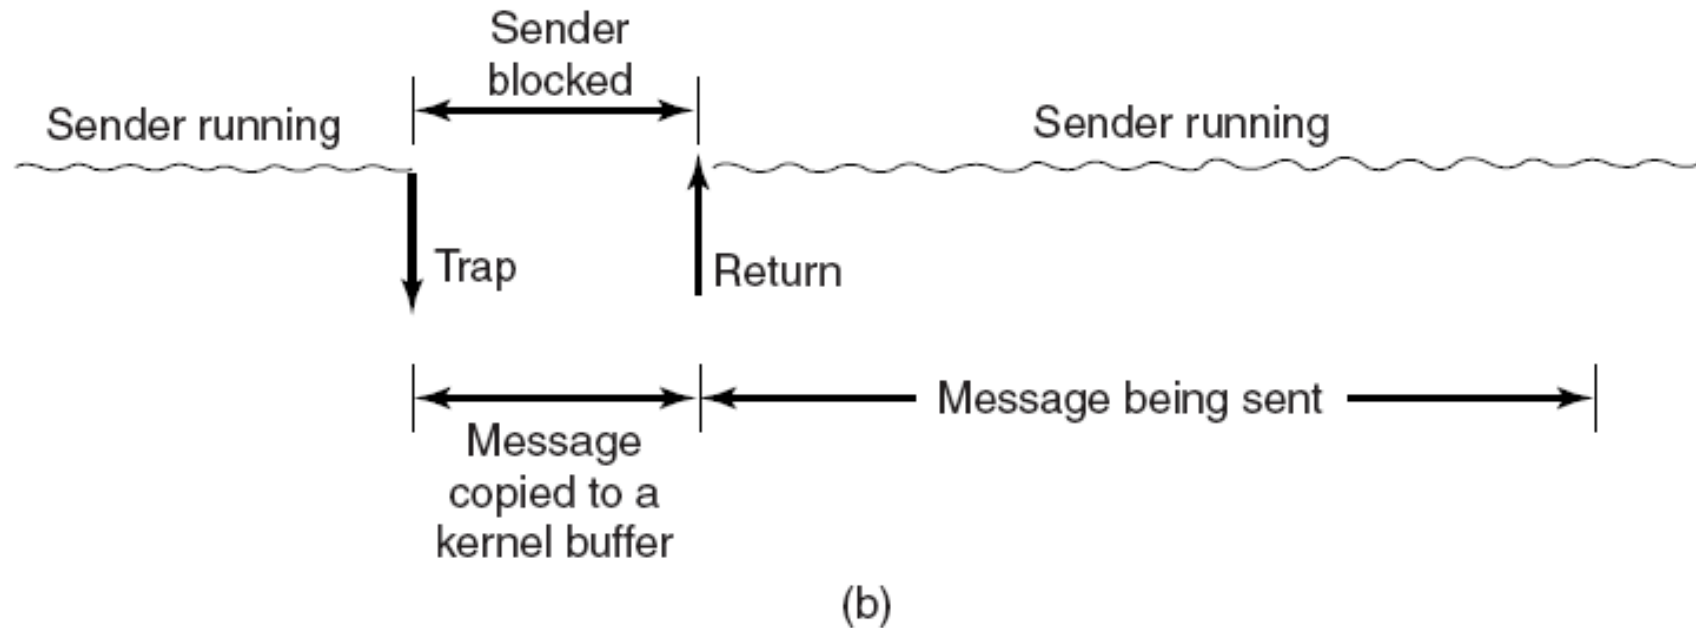 Sender
blocked
Sender running
Sender running
Trap
Return
Message being sent
Message
copied to a
kernel buffer
(b)